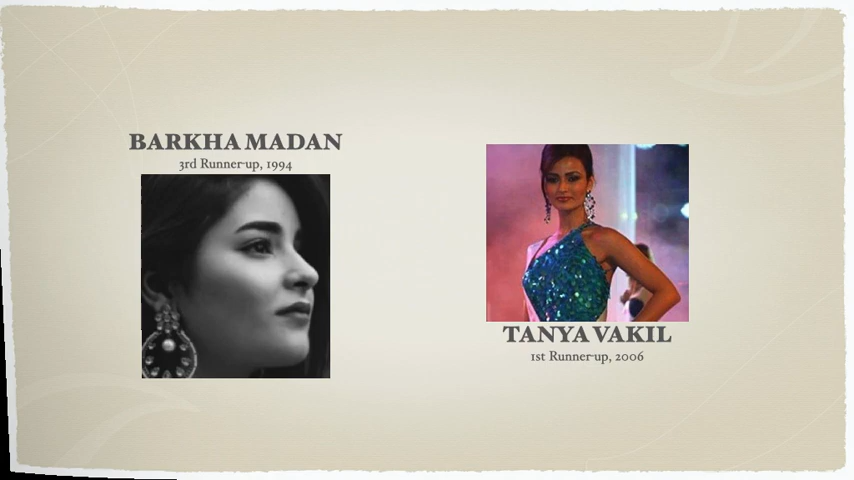 BARKHA MADAN
3rd Runner-up, 1994
TANYA VAKIL
1st Runner-up, 2006